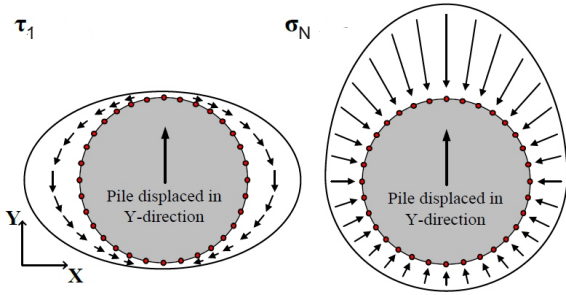 τ1
σN
Pile displaced in
Y-direction
Pile displaced in
Y-direction
Y
X